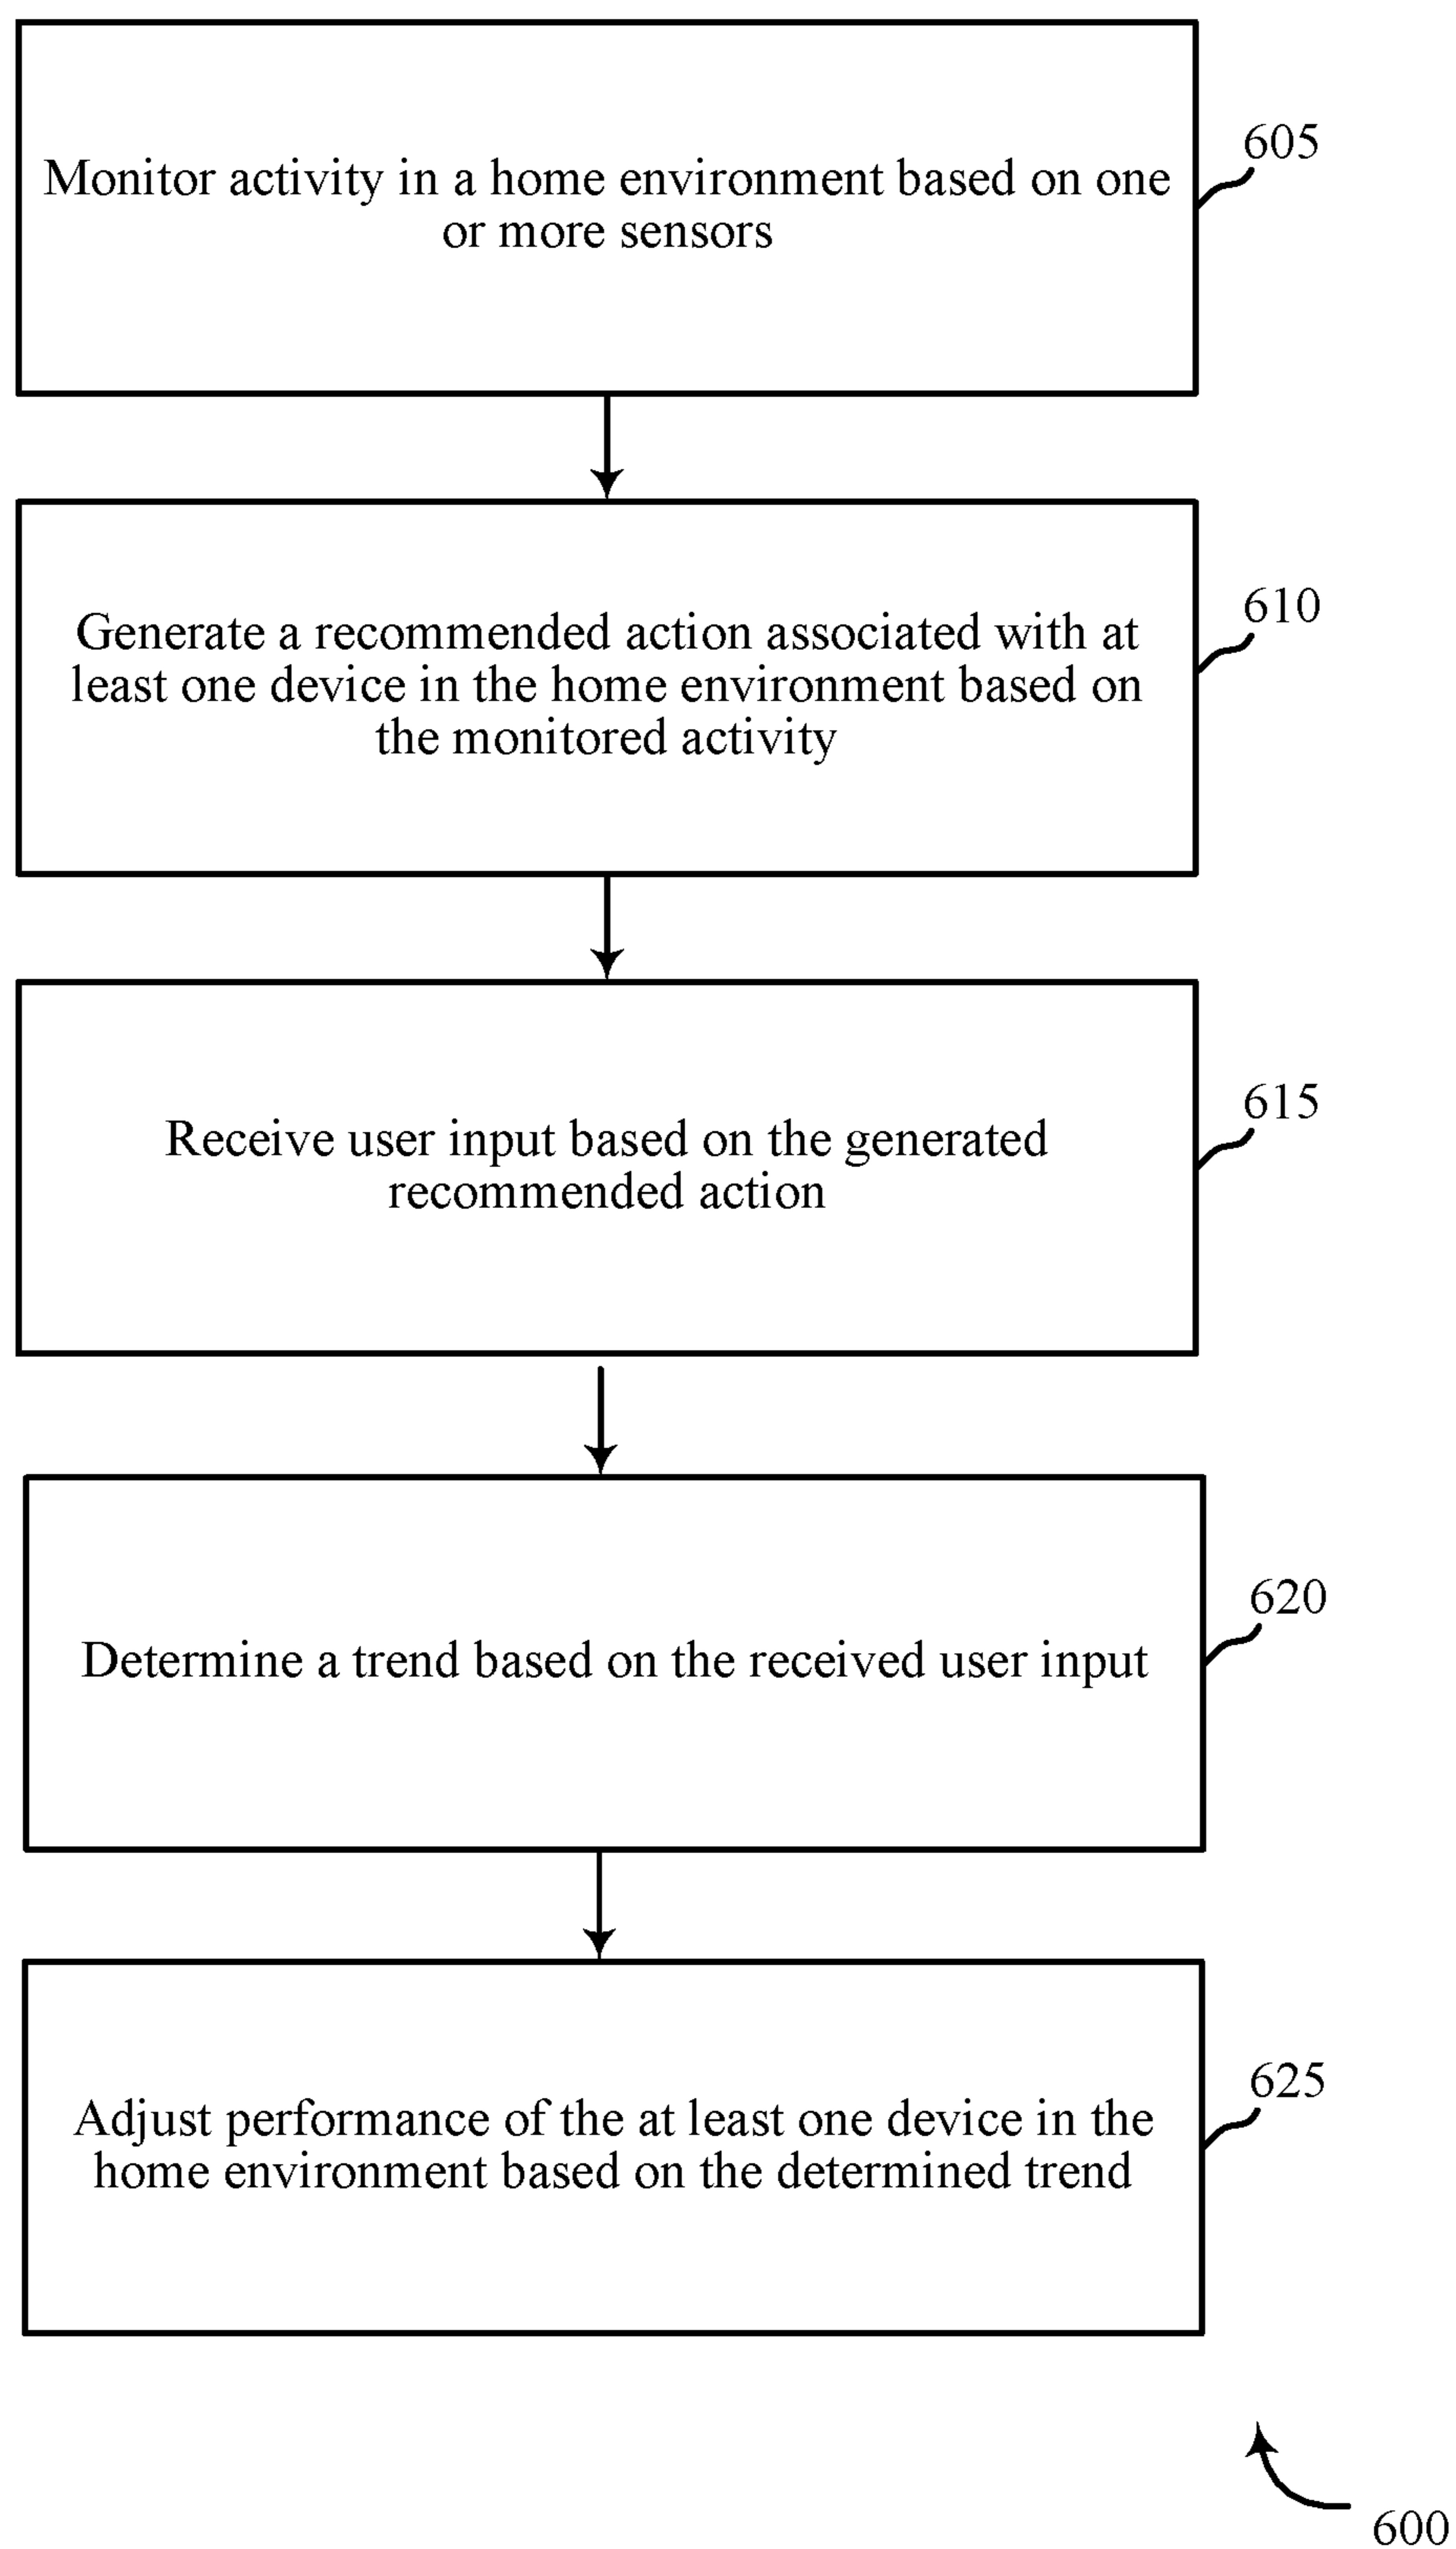 Monitor activity in a home environment based on one
or more sensors
605
Generate a recommended action associated with at
least one device in the home environment based on
the monitored activity
610
Receive user input based on the generated
recommended action
615
Determine a trend based on the received user input
620
Adjust performance of the at least one device in the
home environment based on the determined trend
625
600